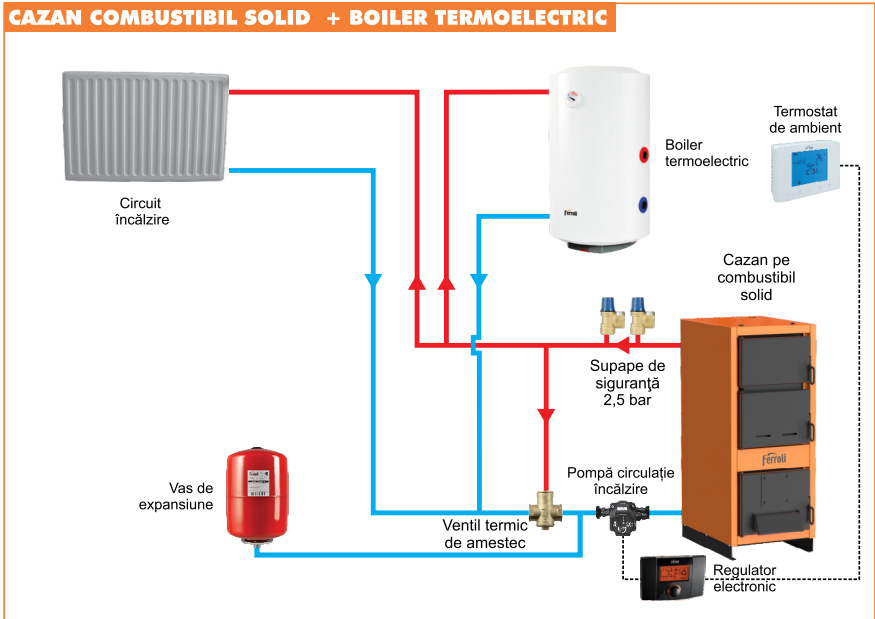 CAZAN COMBUSTIBIL SOLID + BOILER TERMOELECTRIC
Termostat
de ambient
Boiler
termoelectric
Circuit
încălzire
Ferroli
Cazan pe
combustibil
solid
Supape de
siguranţă
2,5 bar
Ferroli
Vas de
expansiune
Pompă circulație
încălzire
Ventil termic
de amestec
Regulator
electronic